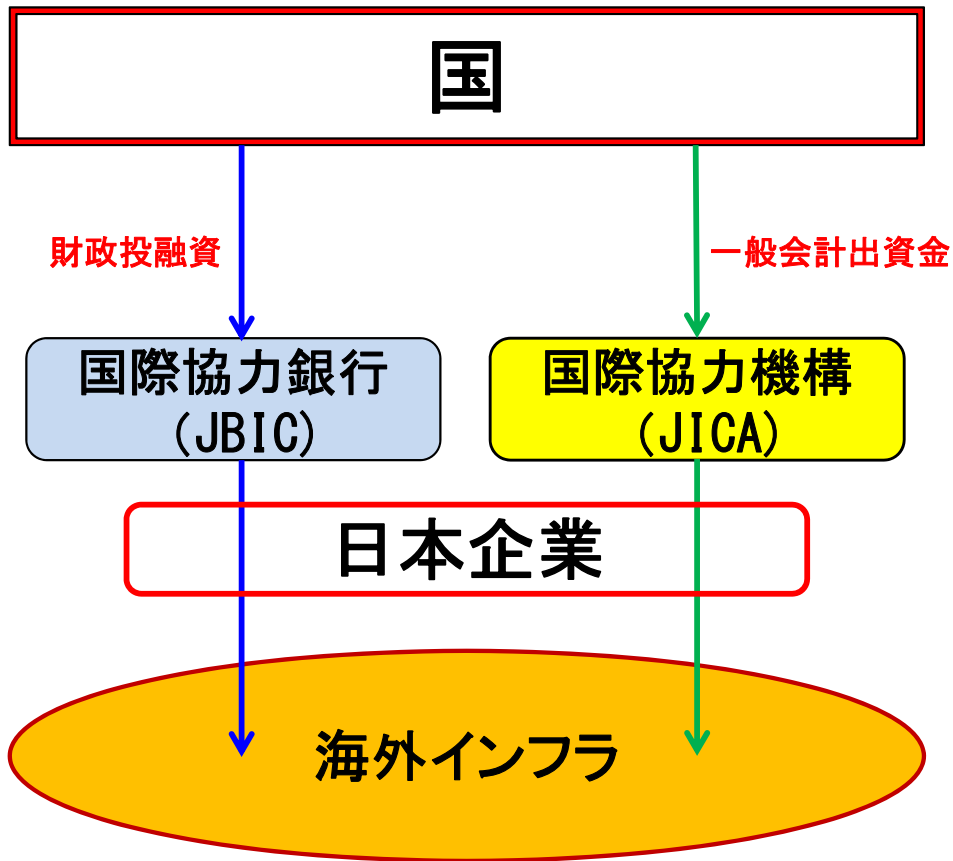 国
財政投融資
一般会計出資金
国際協力銀行
(JBIC)
国際協力機構
(JICA)
日本企業
海外インフラ